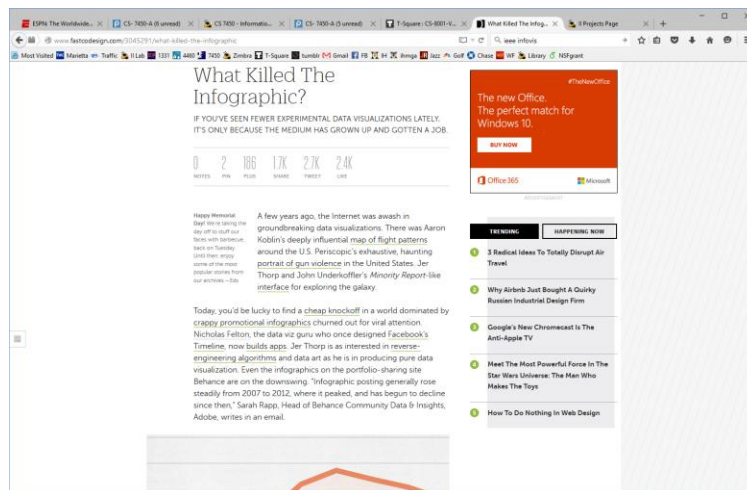 ESPN: The Worldwide...
CS- 7450-A (6 unread)
CS 7450 - Informatio...
CS- 7450-A (5 unread)
T-Square : CS-8001-V...
What Killed The Infog...
II Projects Page
www.fastcodesign.com/3045291/what-killed-the-infographic
ieee infovis
Most Visited Marietta Traffic II Lab 1331 4460 7450 Zimbra T-Square tumblr Gmail FB IH ihmga Jazz Golf Chase WF Library NSFgrant
What Killed The
Infographic?
IF YOU'VE SEEN FEWER EXPERIMENTAL DATA VISUALIZATIONS LATELY,
IT'S ONLY BECAUSE THE MEDIUM HAS GROWN UP AND GOTTEN A JOB.
0 2 186 1.7K 2.7K 2.4K
NOTES PIN PLUS SHARE TWEET LIKE
Happy Memorial
Day! We're taking the
day off to stuff our
faces with barbecue,
back on Tuesday.
Until then, enjoy
some of the most
popular stories from
our archives. —Eds
A few years ago, the Internet was awash in
groundbreaking data visualizations. There was Aaron
Koblin's deeply influential map of flight patterns
around the U.S. Periscopic's exhaustive, haunting
portrait of gun violence in the United States. Jer
Thorp and John Underkoffler's Minority Report-like
interface for exploring the galaxy.
Today, you'd be lucky to find a cheap knockoff in a world dominated by
crappy promotional infographics churned out for viral attention.
Nicholas Felton, the data viz guru who once designed Facebook's
Timeline, now builds apps. Jer Thorp is as interested in reverse-
engineering algorithms and data art as he is in producing pure data
visualization. Even the infographics on the portfolio-sharing site
Behance are on the downswing. "Infographic posting generally rose
steadily from 2007 to 2012, where it peaked, and has begun to decline
since then," Sarah Rapp, Head of Behance Community Data & Insights,
Adobe, writes in an email.
#TheNewOffice
The new Office.
The perfect match for
Windows 10.
BUY NOW
Office 365
Microsoft
ADVERTISEMENT
TRENDING
HAPPENING NOW
1 3 Radical Ideas To Totally Disrupt Air
Travel
2 Why Airbnb Just Bought A Quirky
Russian Industrial Design Firm
3 Google's New Chromecast Is The
Anti-Apple TV
4 Meet The Most Powerful Force In The
Star Wars Universe: The Man Who
Makes The Toys
5 How To Do Nothing In Web Design